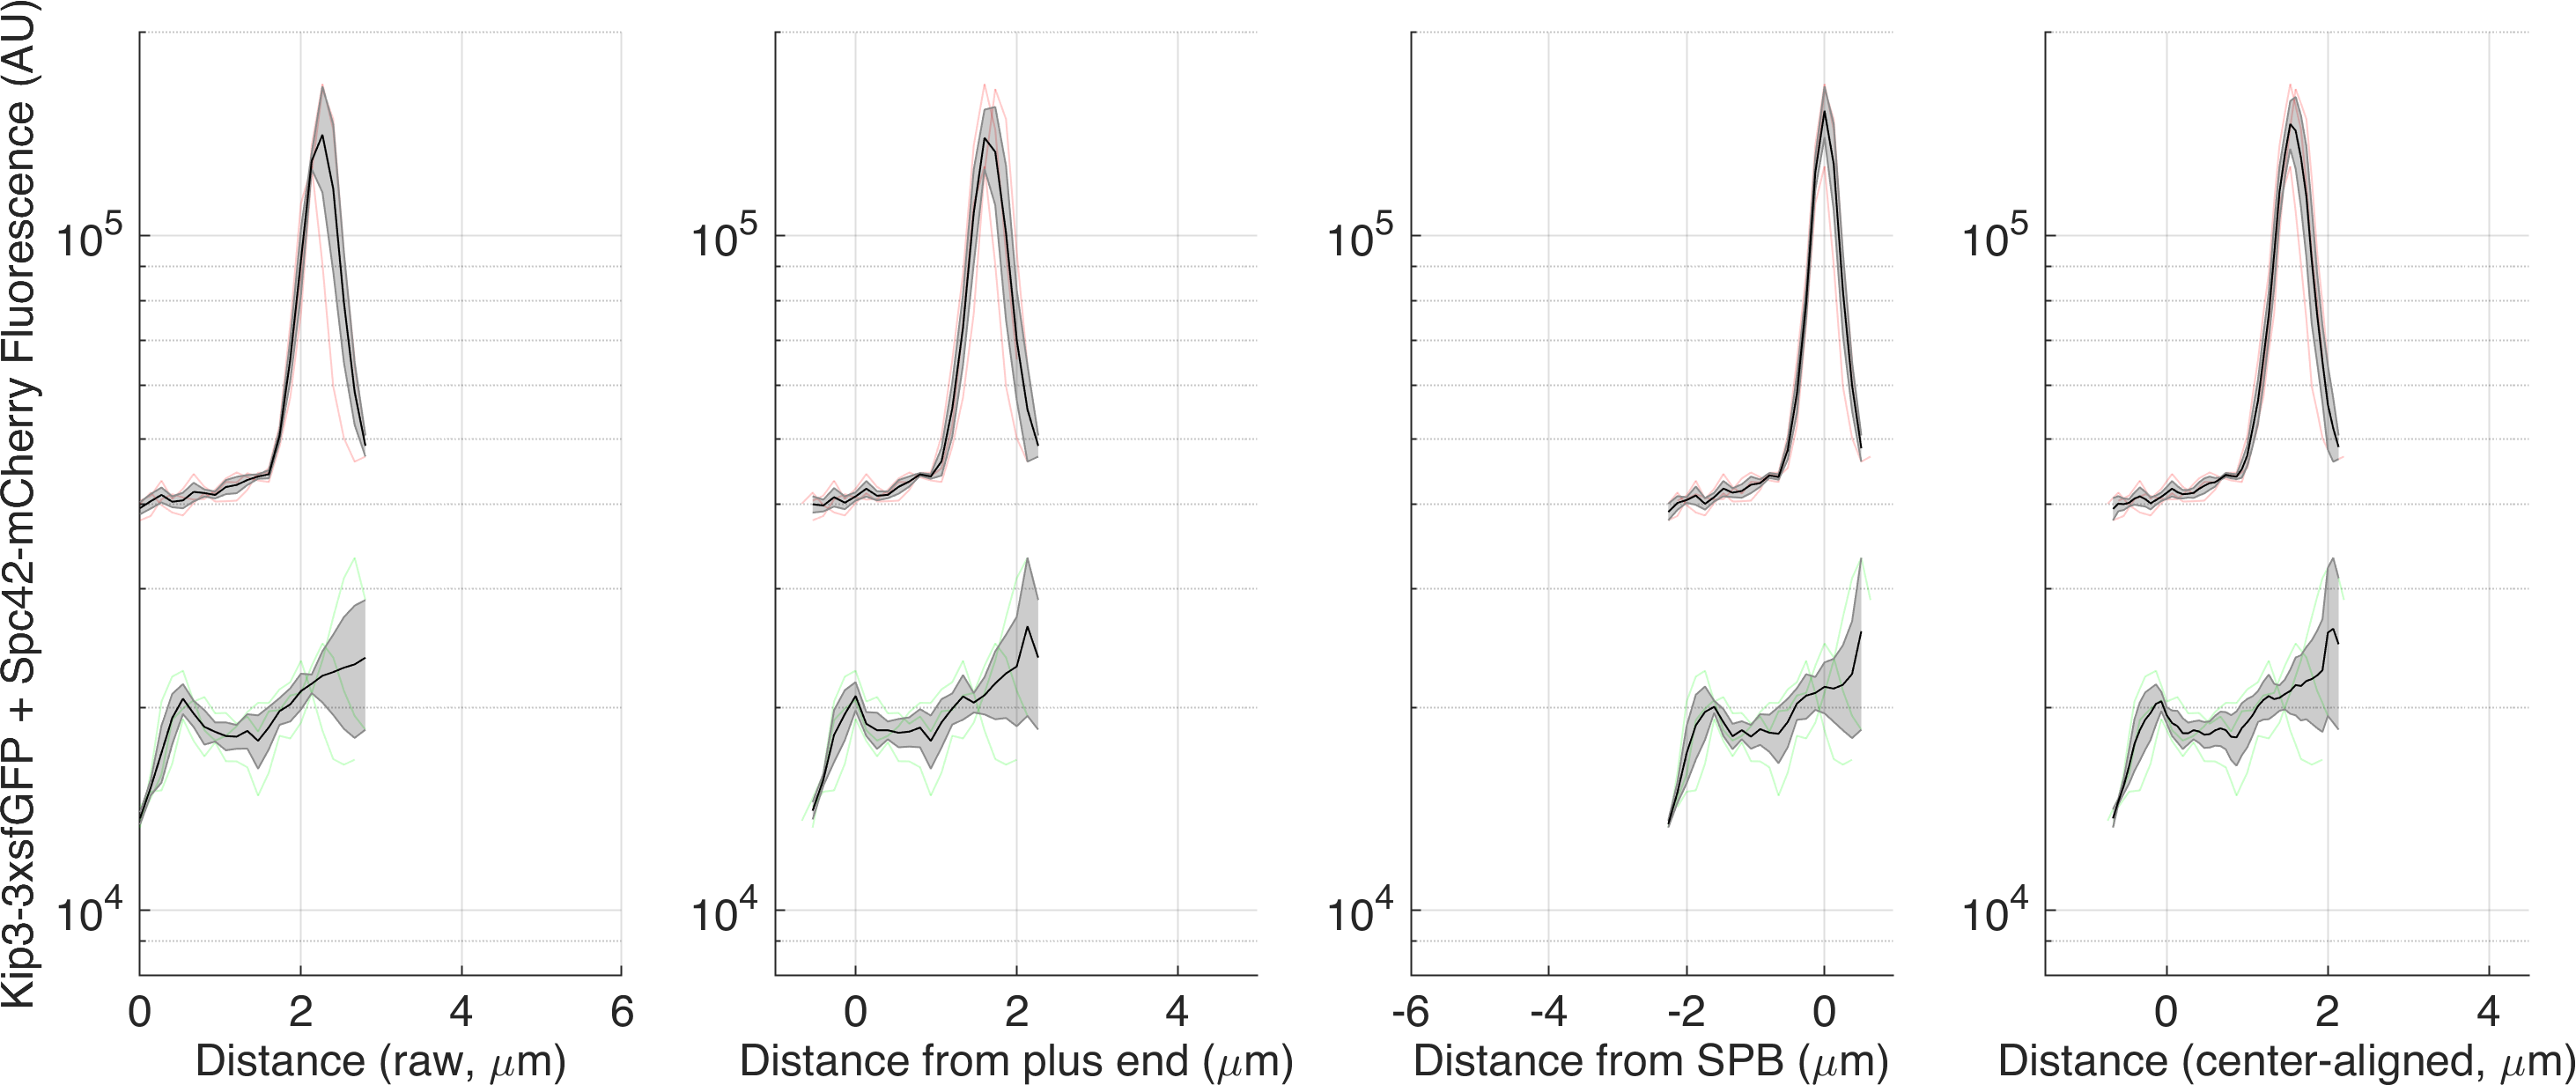 Kip3-3xsfGFP + Spc42-mCherry Fluorescence (AU)
10^5
10^4
0 2 4 6
Distance (raw, μm)
10^5
10^4
0 2 4
Distance from plus end (μm)
10^5
10^4
-6 -4 -2 0
Distance from SPB (μm)
10^5
10^4
0 2 4
Distance (center-aligned, μm)